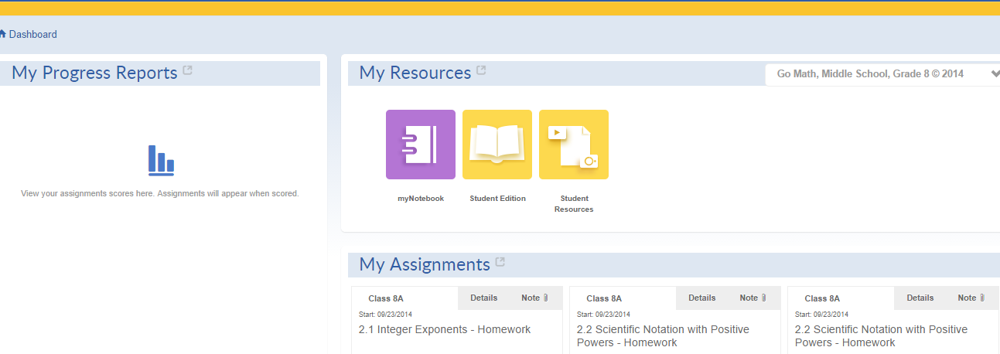 Dashboard
My Progress Reports
View your assignments scores here. Assignments will appear when scored.
My Resources
Go Math, Middle School, Grade 8 © 2014
myNotebook
Student Edition
Student
Resources
My Assignments
Class 8A
Details
Note
Start: 09/23/2014
2.1 Integer Exponents - Homework
Class 8A
Details
Note
Start: 09/23/2014
2.2 Scientific Notation with Positive
Powers - Homework
Class 8A
Details
Note
Start: 09/23/2014
2.2 Scientific Notation with Positive
Powers - Homework